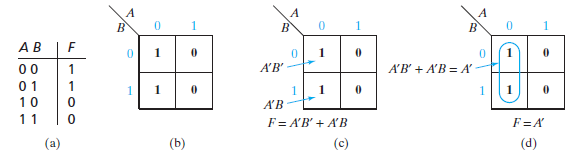 A B F
0 0 1
0 1 1
1 0 0
1 1 0
(a)
A
B 0 1
0 1 0
1 1 0
(b)
A
B 0 1
0 1 0
A′B′
1 1 0
A′B
F = A′B′ + A′B
(c)
A
B 0 1
0 1 0
A′B′ + A′B = A′
1 1 0
F = A′
(d)